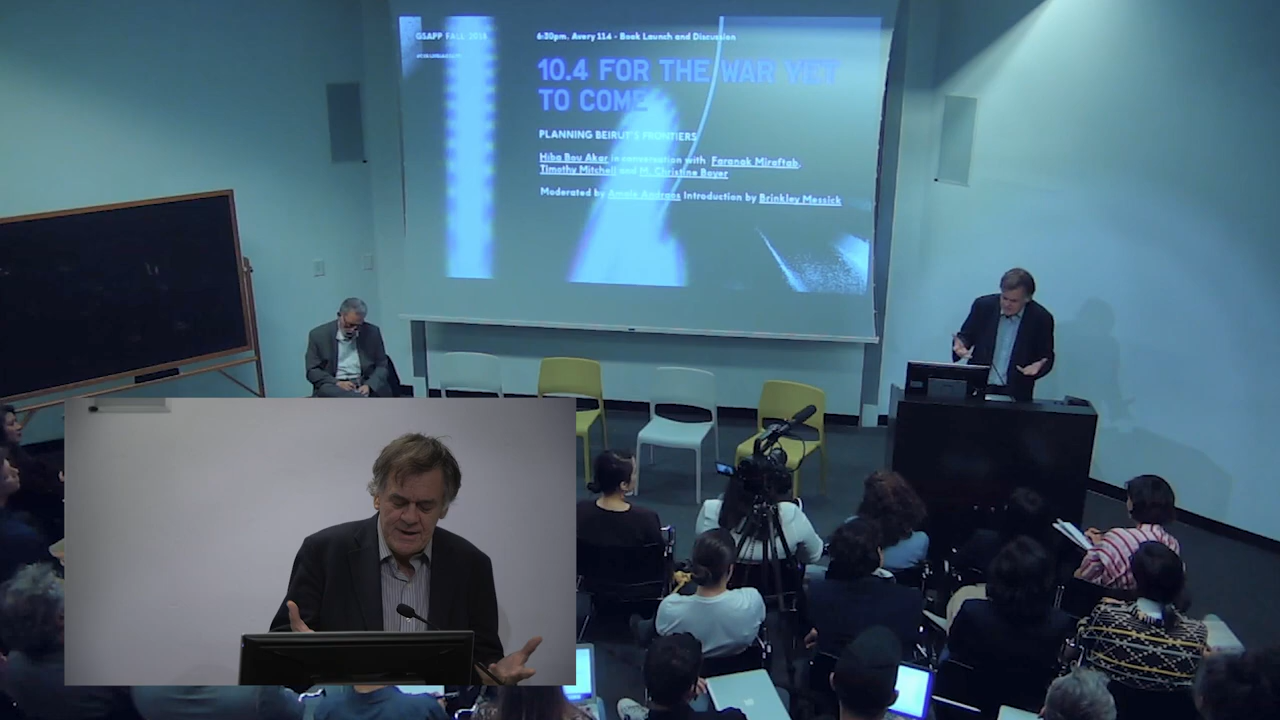 GSAPP FALL 2018
6:30pm, Avery 114 - Book Launch and Discussion
10.4 FOR THE WAR YET
TO COME
PLANNING BEIRUT'S FRONTIERS
Hiba Bou Akar in conversation with Faranak Miraftab,
Timothy Mitchell and M. Christine Boyer
Moderated by Amale Andraos Introduction by Brinkley Messick